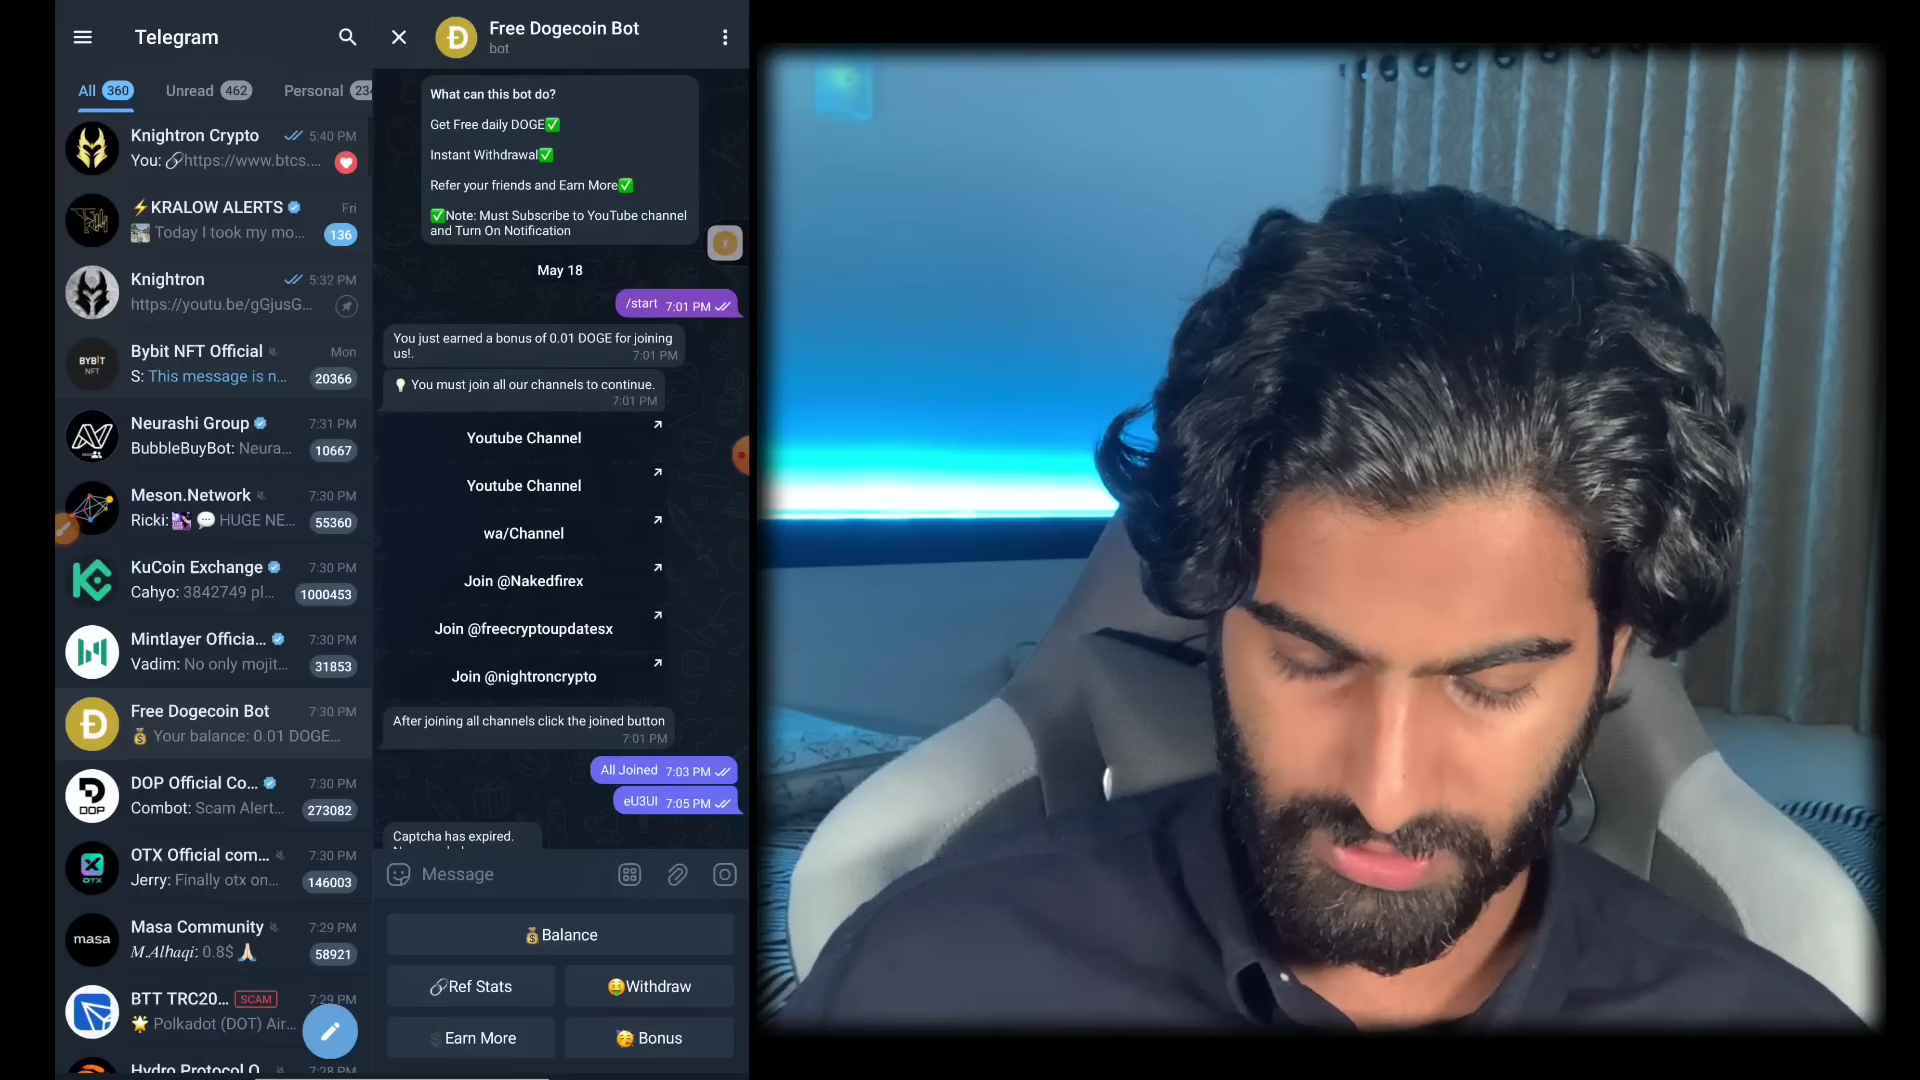 Telegram
All 360 Unread 462 Personal
Knightron Crypto 5:40 PM
You: 🔗https://www.btcs....
⚡KRALOW ALERTS Fri
Today I took my mo... 136
Knightron 5:32 PM
https://youtu.be/gGjusG...
BYBIT
NFT
Bybit NFT Official Mon
S: This message is n... 20366
Neurashi Group 7:31 PM
BubbleBuyBot: Neura... 10667
Meson.Network 7:30 PM
Ricki: 💬 HUGE NE... 55360
KuCoin Exchange 7:30 PM
Cahyo: 3842749 pl... 1000453
Mintlayer Officia... 7:30 PM
Vadim: No only mojit... 31853
Free Dogecoin Bot 7:30 PM
💰 Your balance: 0.01 DOGE...
DOP
DOP Official Co... 7:30 PM
Combot: Scam Alert... 273082
OTX
OTX Official com... 7:30 PM
Jerry: Finally otx on... 146003
masa
Masa Community 7:29 PM
M.Alhaqi: 0.8$ 🙏🏻 58921
BTT TRC20... SCAM 7:29 PM
🌟 Polkadot (DOT) Air...
Free Dogecoin Bot
bot
What can this bot do?
Get Free daily DOGE✅
Instant Withdrawal✅
Refer your friends and Earn More✅
✅Note: Must Subscribe to YouTube channel
and Turn On Notification
May 18
/start 7:01 PM
You just earned a bonus of 0.01 DOGE for joining
us!. 7:01 PM
💡 You must join all our channels to continue.
7:01 PM
Youtube Channel
Youtube Channel
wa/Channel
Join @Nakedfirex
Join @freecryptoupdatesx
Join @nightroncrypto
After joining all channels click the joined button
7:01 PM
All Joined 7:03 PM
eU3UI 7:05 PM
Captcha has expired.
Message
💰Balance
🔗Ref Stats
🤑Withdraw
Earn More
🥳 Bonus